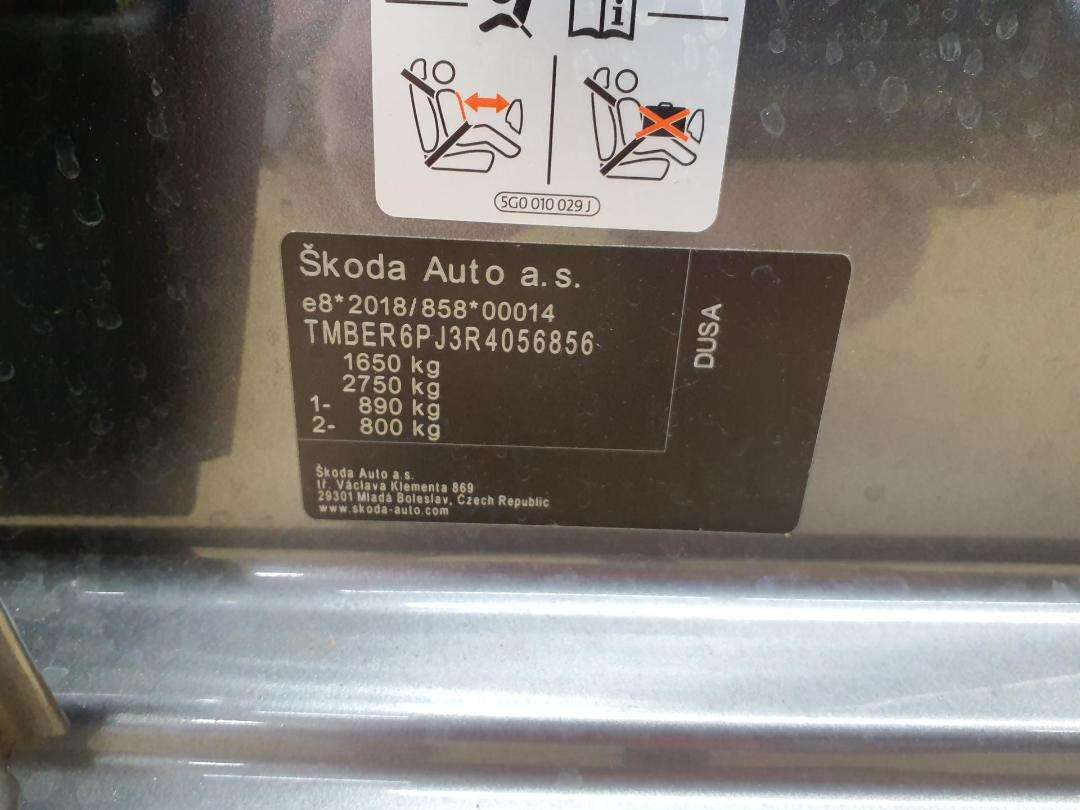 5G0 010 029 J
Škoda Auto a.s.
e8*2018/858*00014
TMBER6PJ3R4056856
1650 kg
2750 kg
1- 890 kg
2- 800 kg
DUSA
Škoda Auto a.s.
tř. Václava Klementa 869
29301 Mladá Boleslav, Czech Republic
www.skoda-auto.com